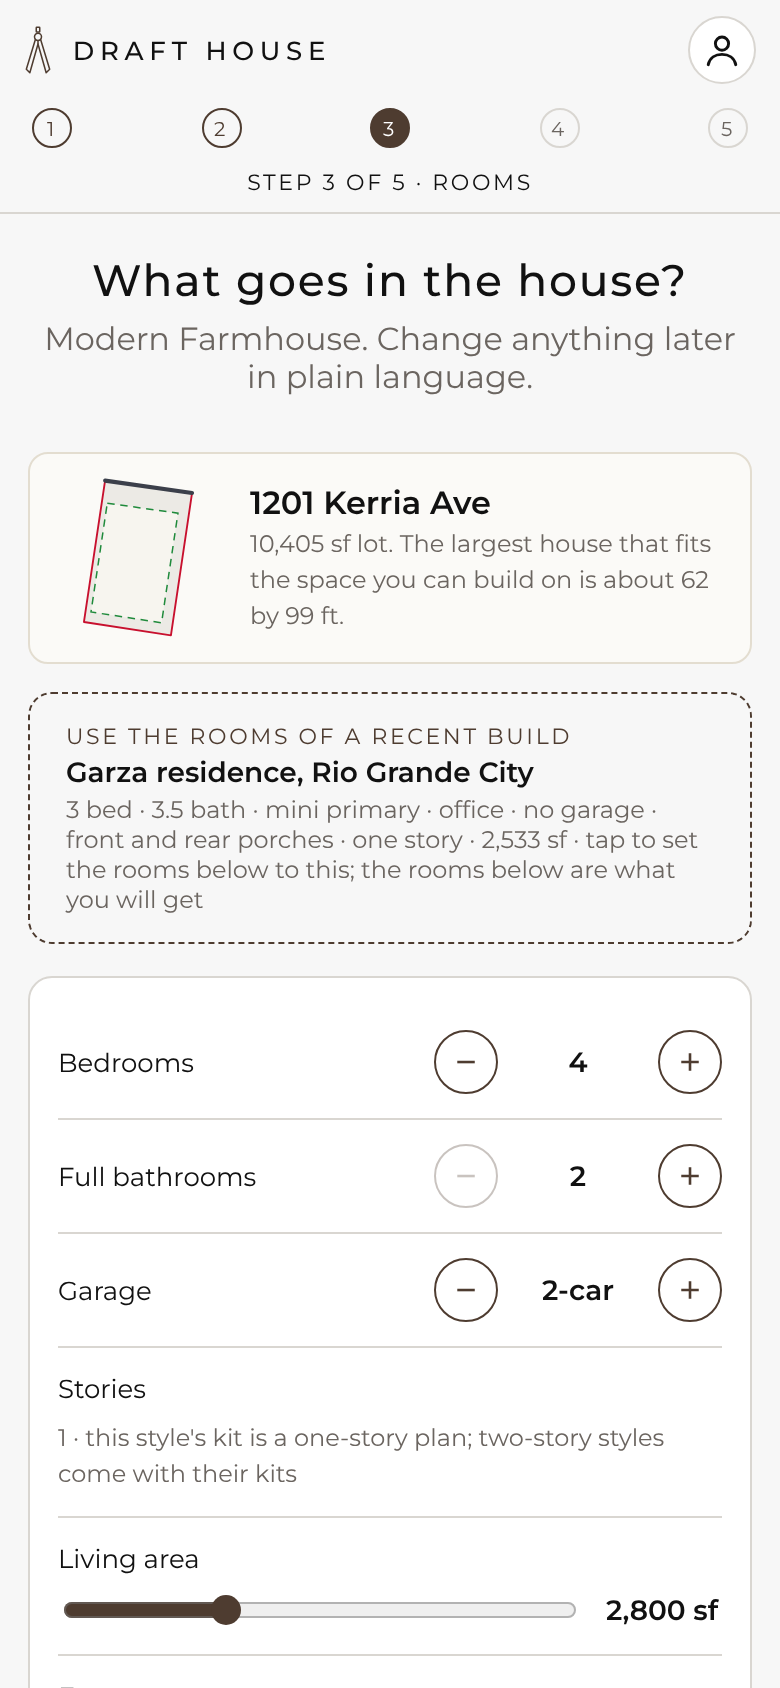 DRAFT HOUSE
1 2 3 4 5
STEP 3 OF 5 · ROOMS
What goes in the house?
Modern Farmhouse. Change anything later
in plain language.
1201 Kerria Ave
10,405 sf lot. The largest house that fits
the space you can build on is about 62
by 99 ft.
USE THE ROOMS OF A RECENT BUILD
Garza residence, Rio Grande City
3 bed · 3.5 bath · mini primary · office · no garage ·
front and rear porches · one story · 2,533 sf · tap to set
the rooms below to this; the rooms below are what
you will get
Bedrooms − 4 +
Full bathrooms − 2 +
Garage − 2-car +
Stories
1 · this style's kit is a one-story plan; two-story styles
come with their kits
Living area
2,800 sf